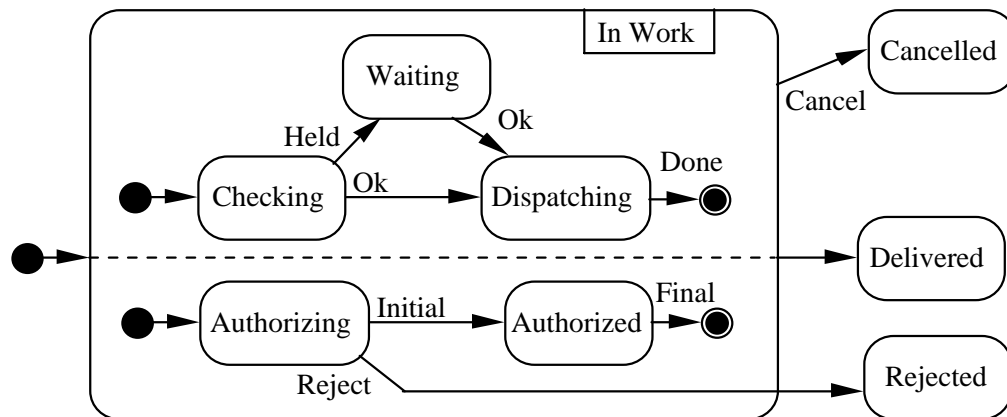 In Work
Cancelled
Waiting
Cancel
Held
Ok
Done
Checking
Ok
Dispatching
Delivered
Final
Authorizing
Initial
Authorized
Reject
Rejected